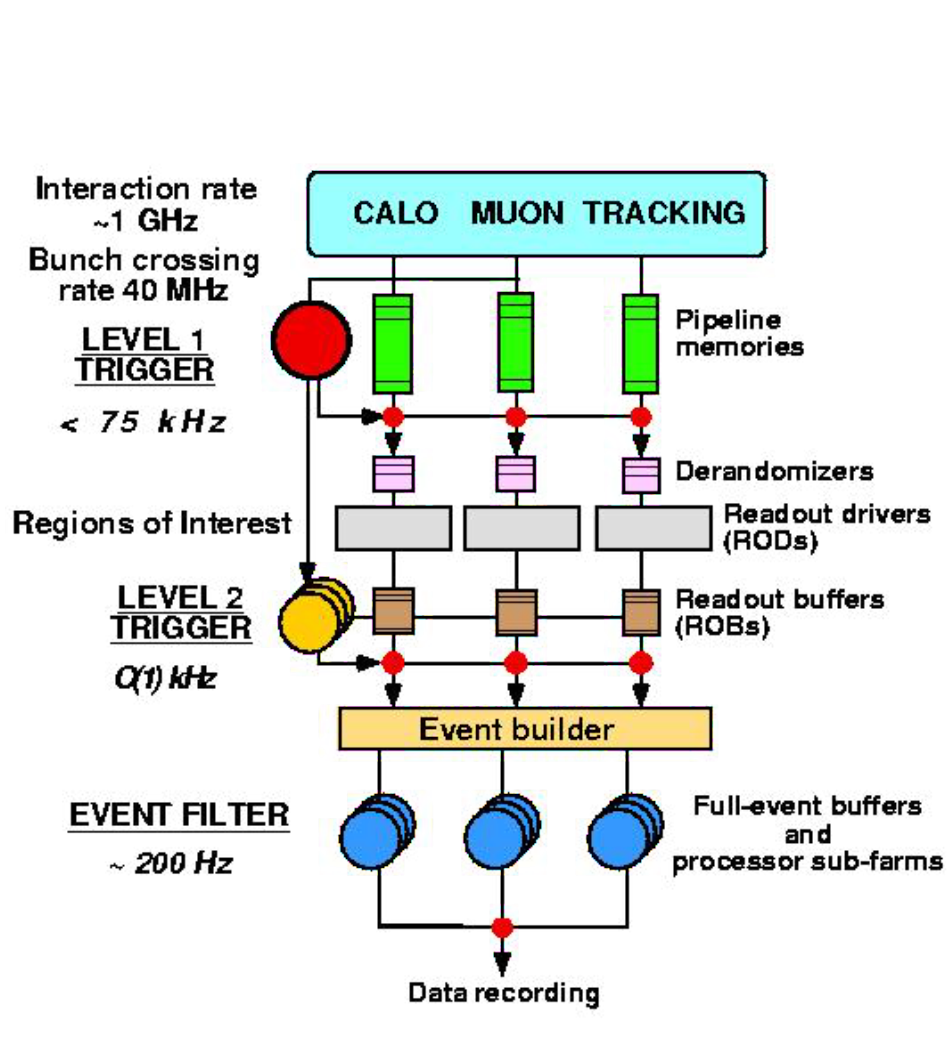 Interaction rate
~1 GHz
Bunch crossing
rate 40 MHz
CALO MUON TRACKING
LEVEL 1
TRIGGER
< 75 kHz
Pipeline
memories
Derandomizers
Regions of Interest
Readout drivers
(RODs)
LEVEL 2
TRIGGER
O(1) kHz
Readout buffers
(ROBs)
Event builder
EVENT FILTER
~ 200 Hz
Full-event buffers
and
processor sub-farms
Data recording